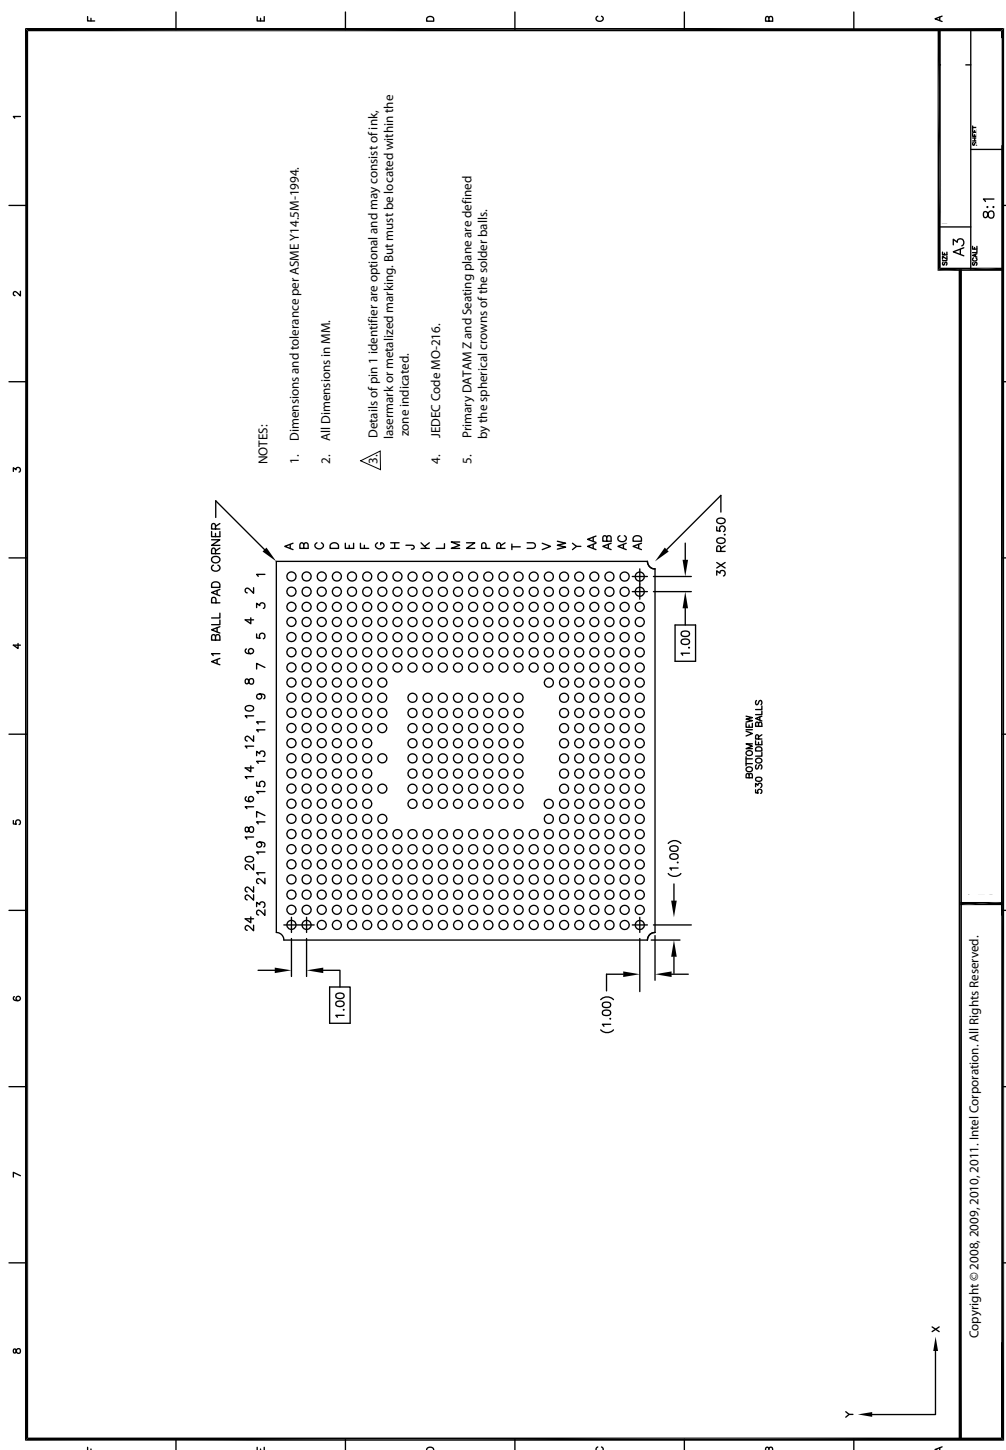 F
E
D
C
B
A
1
2
3
4
5
6
7
8
NOTES:
1. Dimensions and tolerance per ASME Y14.5M-1994.
2. All Dimensions in MM.
3. Details of pin 1 identifier are optional and may consist of ink,
lasermark or metalized marking. But must be located within the
zone indicated.
4. JEDEC Code MO-216.
5. Primary DATAM Z and Seating plane are defined
by the spherical crowns of the solder balls.
A1 BALL PAD CORNER
24 23 22 21 20 19 18 17 16 15 14 13 12 11 10 9 8 7 6 5 4 3 2 1
A
B
C
D
E
F
G
H
J
K
L
M
N
P
R
T
U
V
W
Y
AA
AB
AC
AD
3X R0.50
1.00
1.00
(1.00)
(1.00)
BOTTOM VIEW
530 SOLDER BALLS
Y
X
SIZE
A3
SCALE
8:1
SHEET
Copyright © 2008, 2009, 2010, 2011. Intel Corporation. All Rights Reserved.
F
E
D
C
B
A